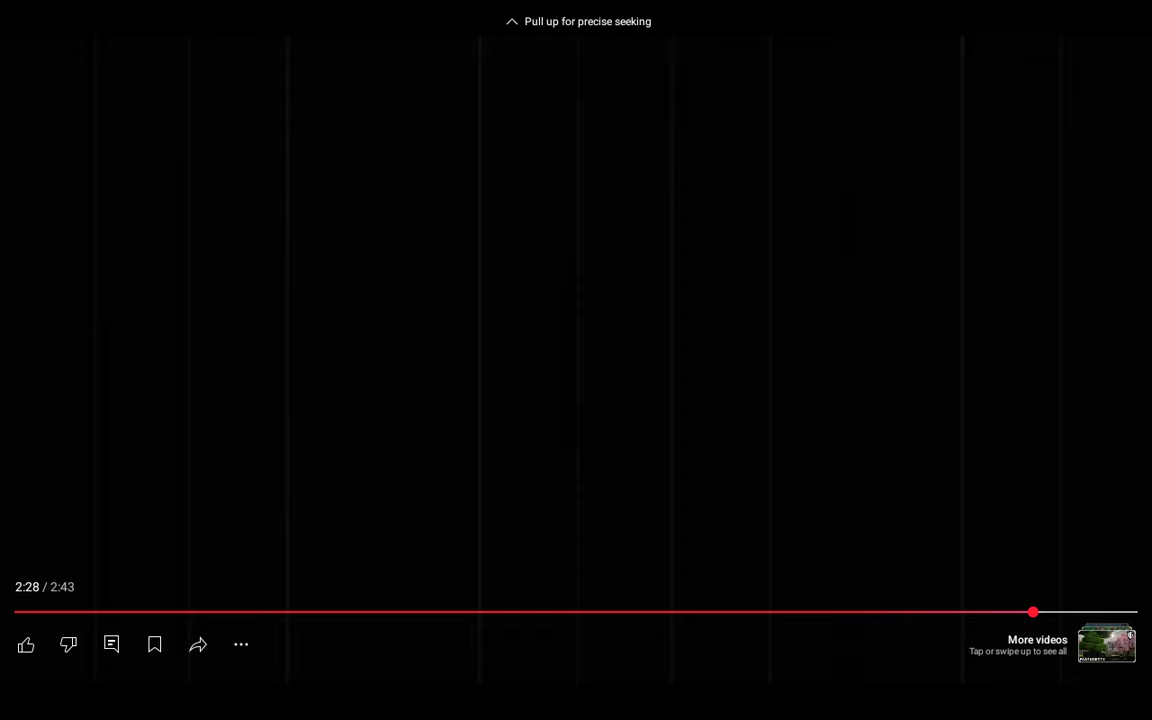 Pull up for precise seeking
2:28 / 2:43
More videos
Tap or swipe up to see all